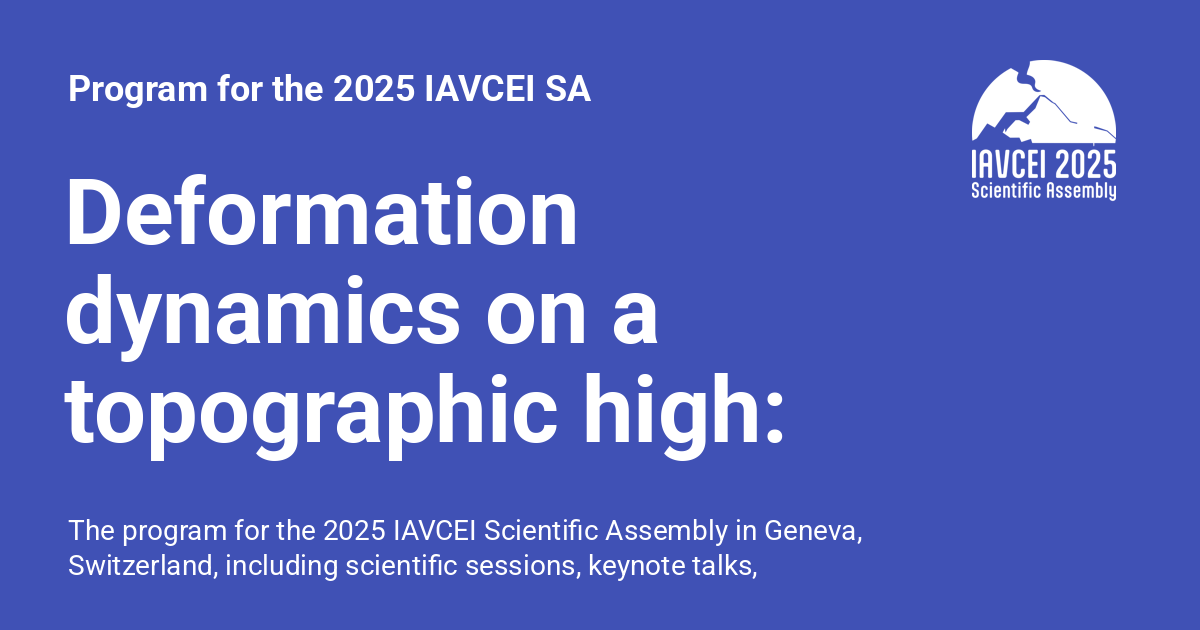 Program for the 2025 IAVCEI SA
IAVCEI 2025
Scientific Assembly
Deformation
dynamics on a
topographic high:
The program for the 2025 IAVCEI Scientific Assembly in Geneva,
Switzerland, including scientific sessions, keynote talks,